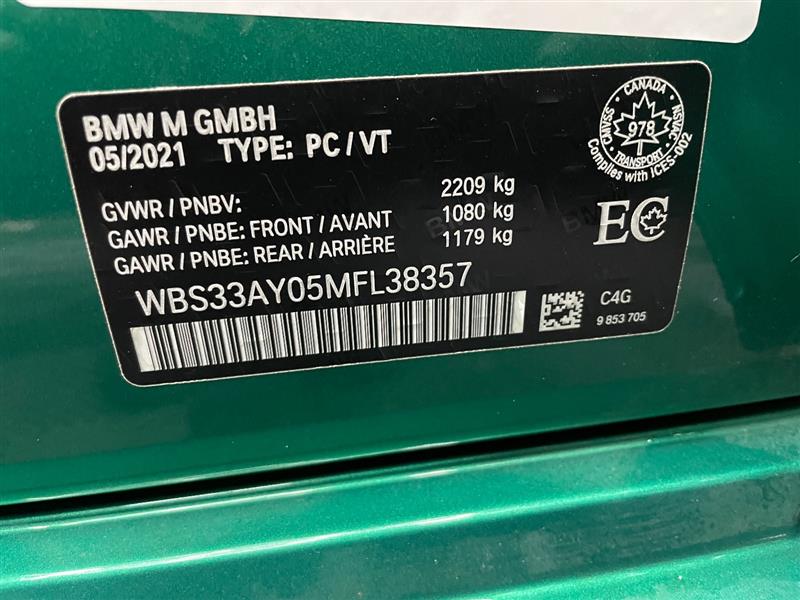 BMW M GMBH
05/2021 TYPE: PC / VT
GVWR / PNBV: 2209 kg
GAWR / PNBE: FRONT / AVANT 1080 kg
GAWR / PNBE: REAR / ARRIÈRE 1179 kg
WBS33AY05MFL38357
CANADA
CMVSS 978 NSVAC
TRANSPORT
Complies with ICES-002
EC
C4G
9 853 705